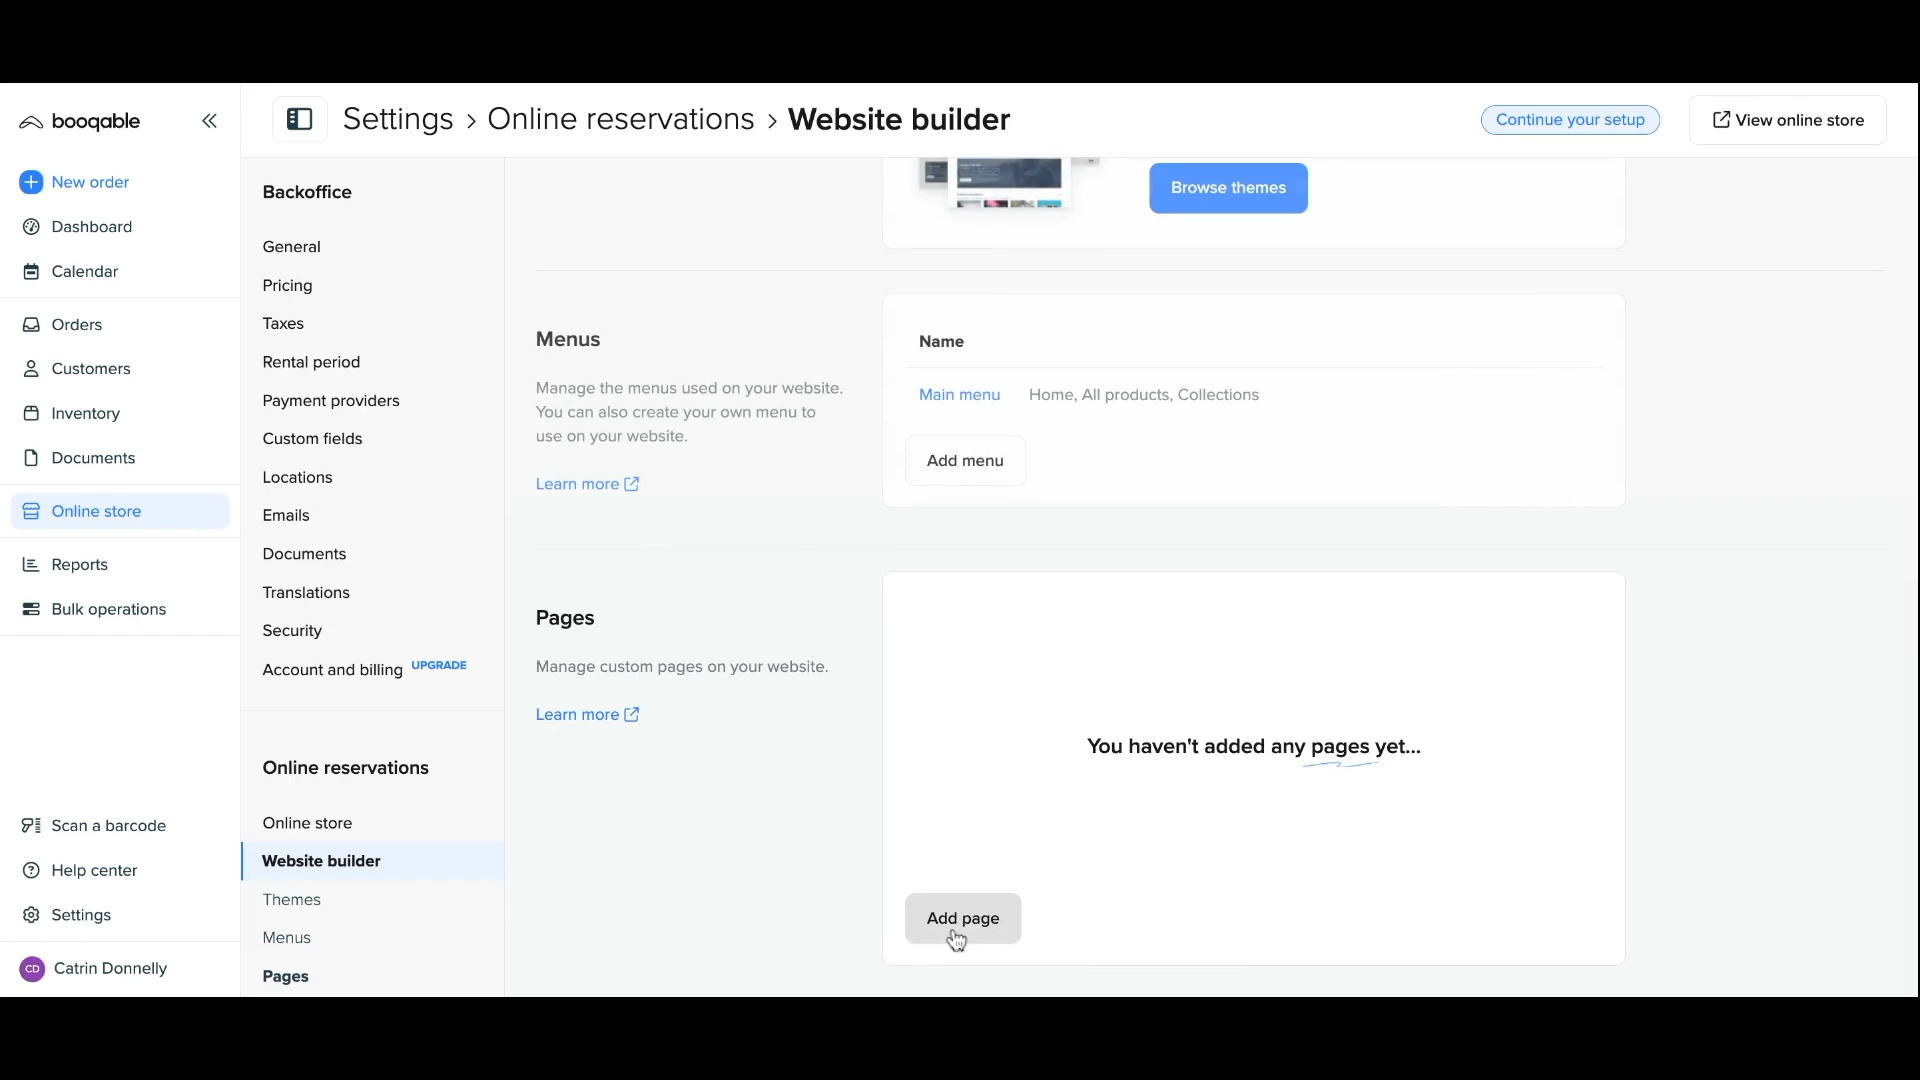 booqable
Settings > Online reservations > Website builder
Continue your setup
View online store
New order
Dashboard
Calendar
Orders
Customers
Inventory
Documents
Online store
Reports
Bulk operations
Scan a barcode
Help center
Settings
CD Catrin Donnelly
Backoffice
General
Pricing
Taxes
Rental period
Payment providers
Custom fields
Locations
Emails
Documents
Translations
Security
Account and billing UPGRADE
Online reservations
Online store
Website builder
Themes
Menus
Pages
Browse themes
Menus
Manage the menus used on your website.
You can also create your own menu to
use on your website.
Learn more
Name
Main menu Home, All products, Collections
Add menu
Pages
Manage custom pages on your website.
Learn more
You haven't added any pages yet...
Add page